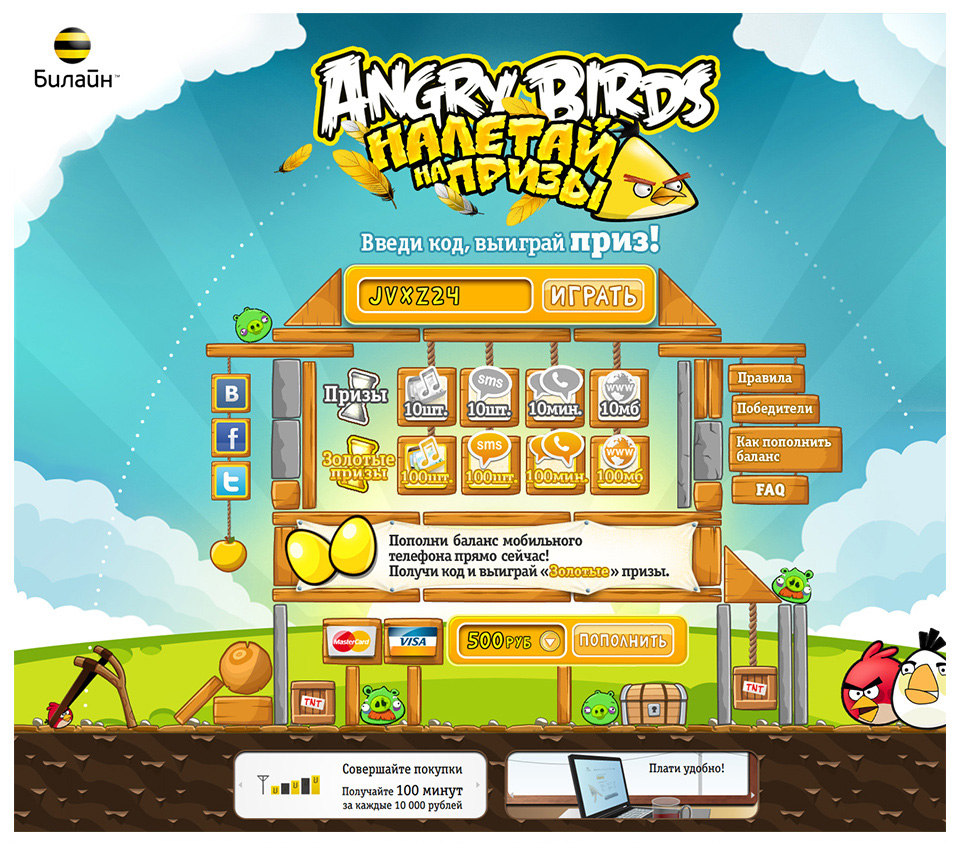 Билайн™
ANGRY BIRDS
НАЛЕТАЙ
НА ПРИЗЫ
Введи код, выиграй приз!
JVXZ24
ИГРАТЬ
Призы
10шт.
10шт.
10мин.
10мб
sms
www
Золотые
призы
100шт.
100шт.
100мин.
100мб
sms
www
B
f
t
Правила
Победители
Как пополнить
баланс
FAQ
Пополни баланс мобильного
телефона прямо сейчас!
Получи код и выиграй «Золотые» призы.
MasterCard
VISA
500 РУБ
ПОПОЛНИТЬ
TNT
TNT
Совершайте покупки
Получайте 100 минут
за каждые 10 000 рублей
Плати удобно!